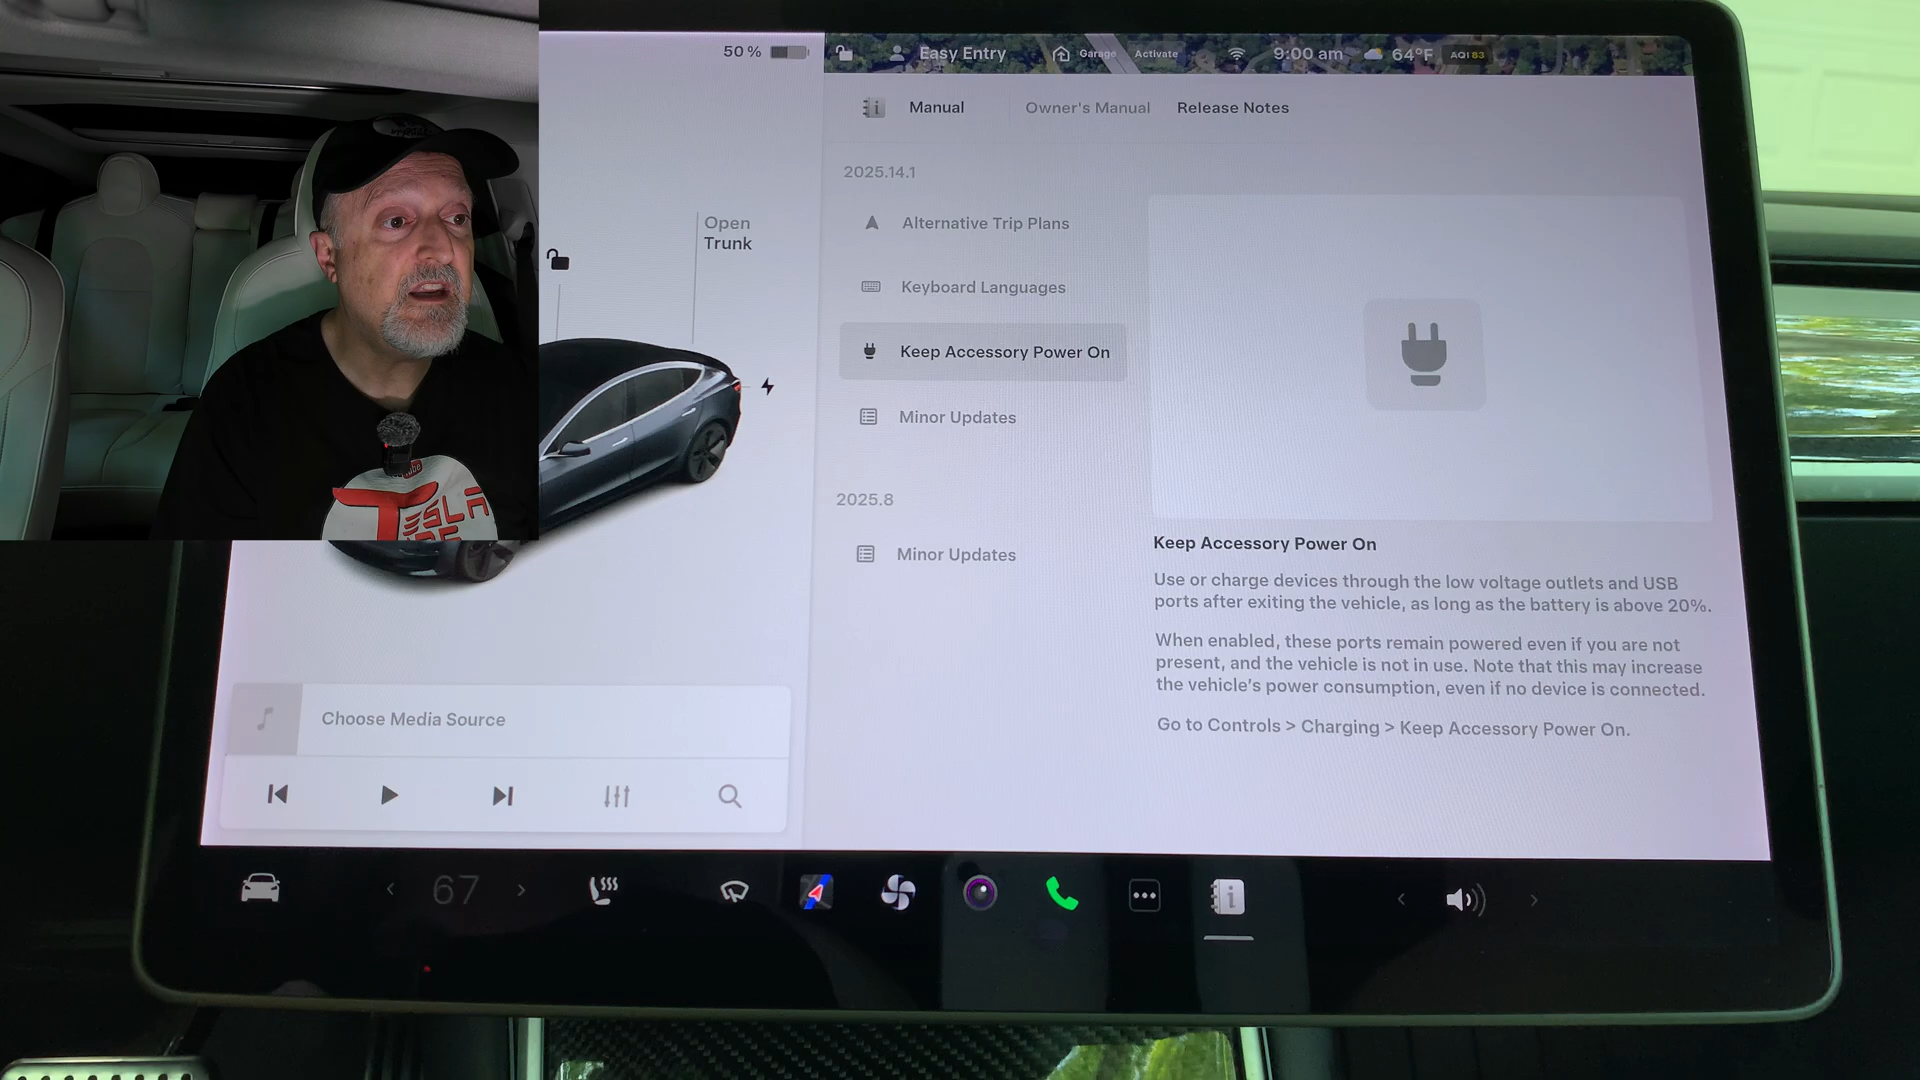 50 %
Easy Entry
Garage
Activate
9:00 am
64°F
AQI 83
Manual
Owner's Manual
Release Notes
2025.14.1
Open
Trunk
Alternative Trip Plans
Keyboard Languages
Keep Accessory Power On
Minor Updates
2025.8
Minor Updates
Keep Accessory Power On
Use or charge devices through the low voltage outlets and USB
ports after exiting the vehicle, as long as the battery is above 20%.
When enabled, these ports remain powered even if you are not
present, and the vehicle is not in use. Note that this may increase
the vehicle's power consumption, even if no device is connected.
Go to Controls > Charging > Keep Accessory Power On.
Choose Media Source
67
TESLA